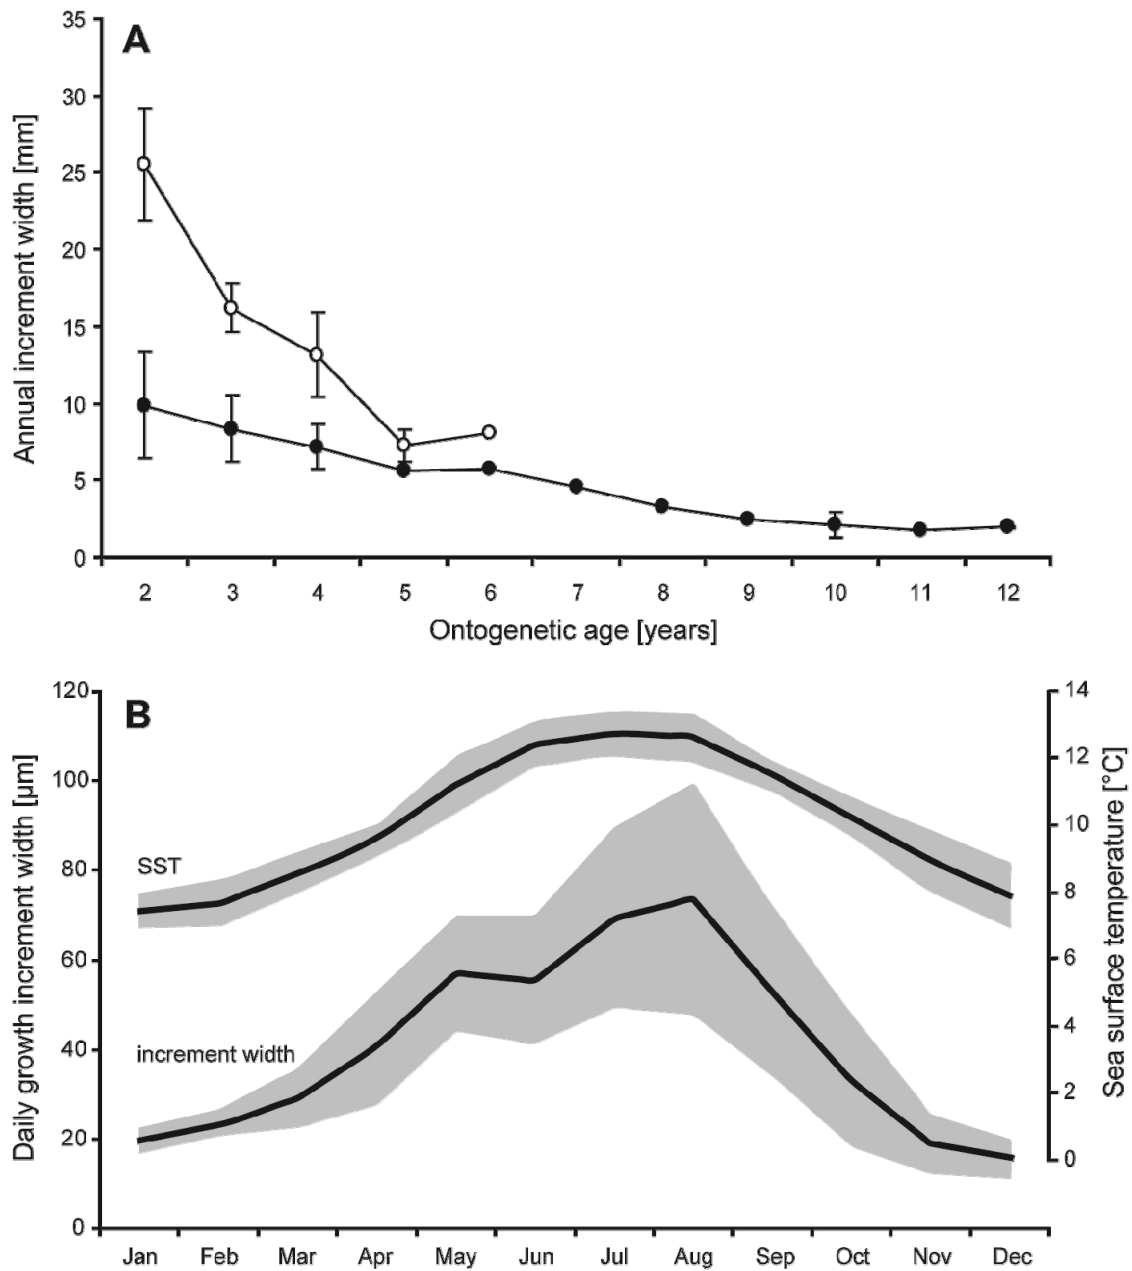 A
Annual increment width [mm]
35
30
25
20
15
10
5
0
2 3 4 5 6 7 8 9 10 11 12
Ontogenetic age [years]
B
Daily growth increment width [µm]
120
100
80
60
40
20
0
SST
increment width
14
12
10
8
6
4
2
0
Sea surface temperature [°C]
Jan Feb Mar Apr May Jun Jul Aug Sep Oct Nov Dec